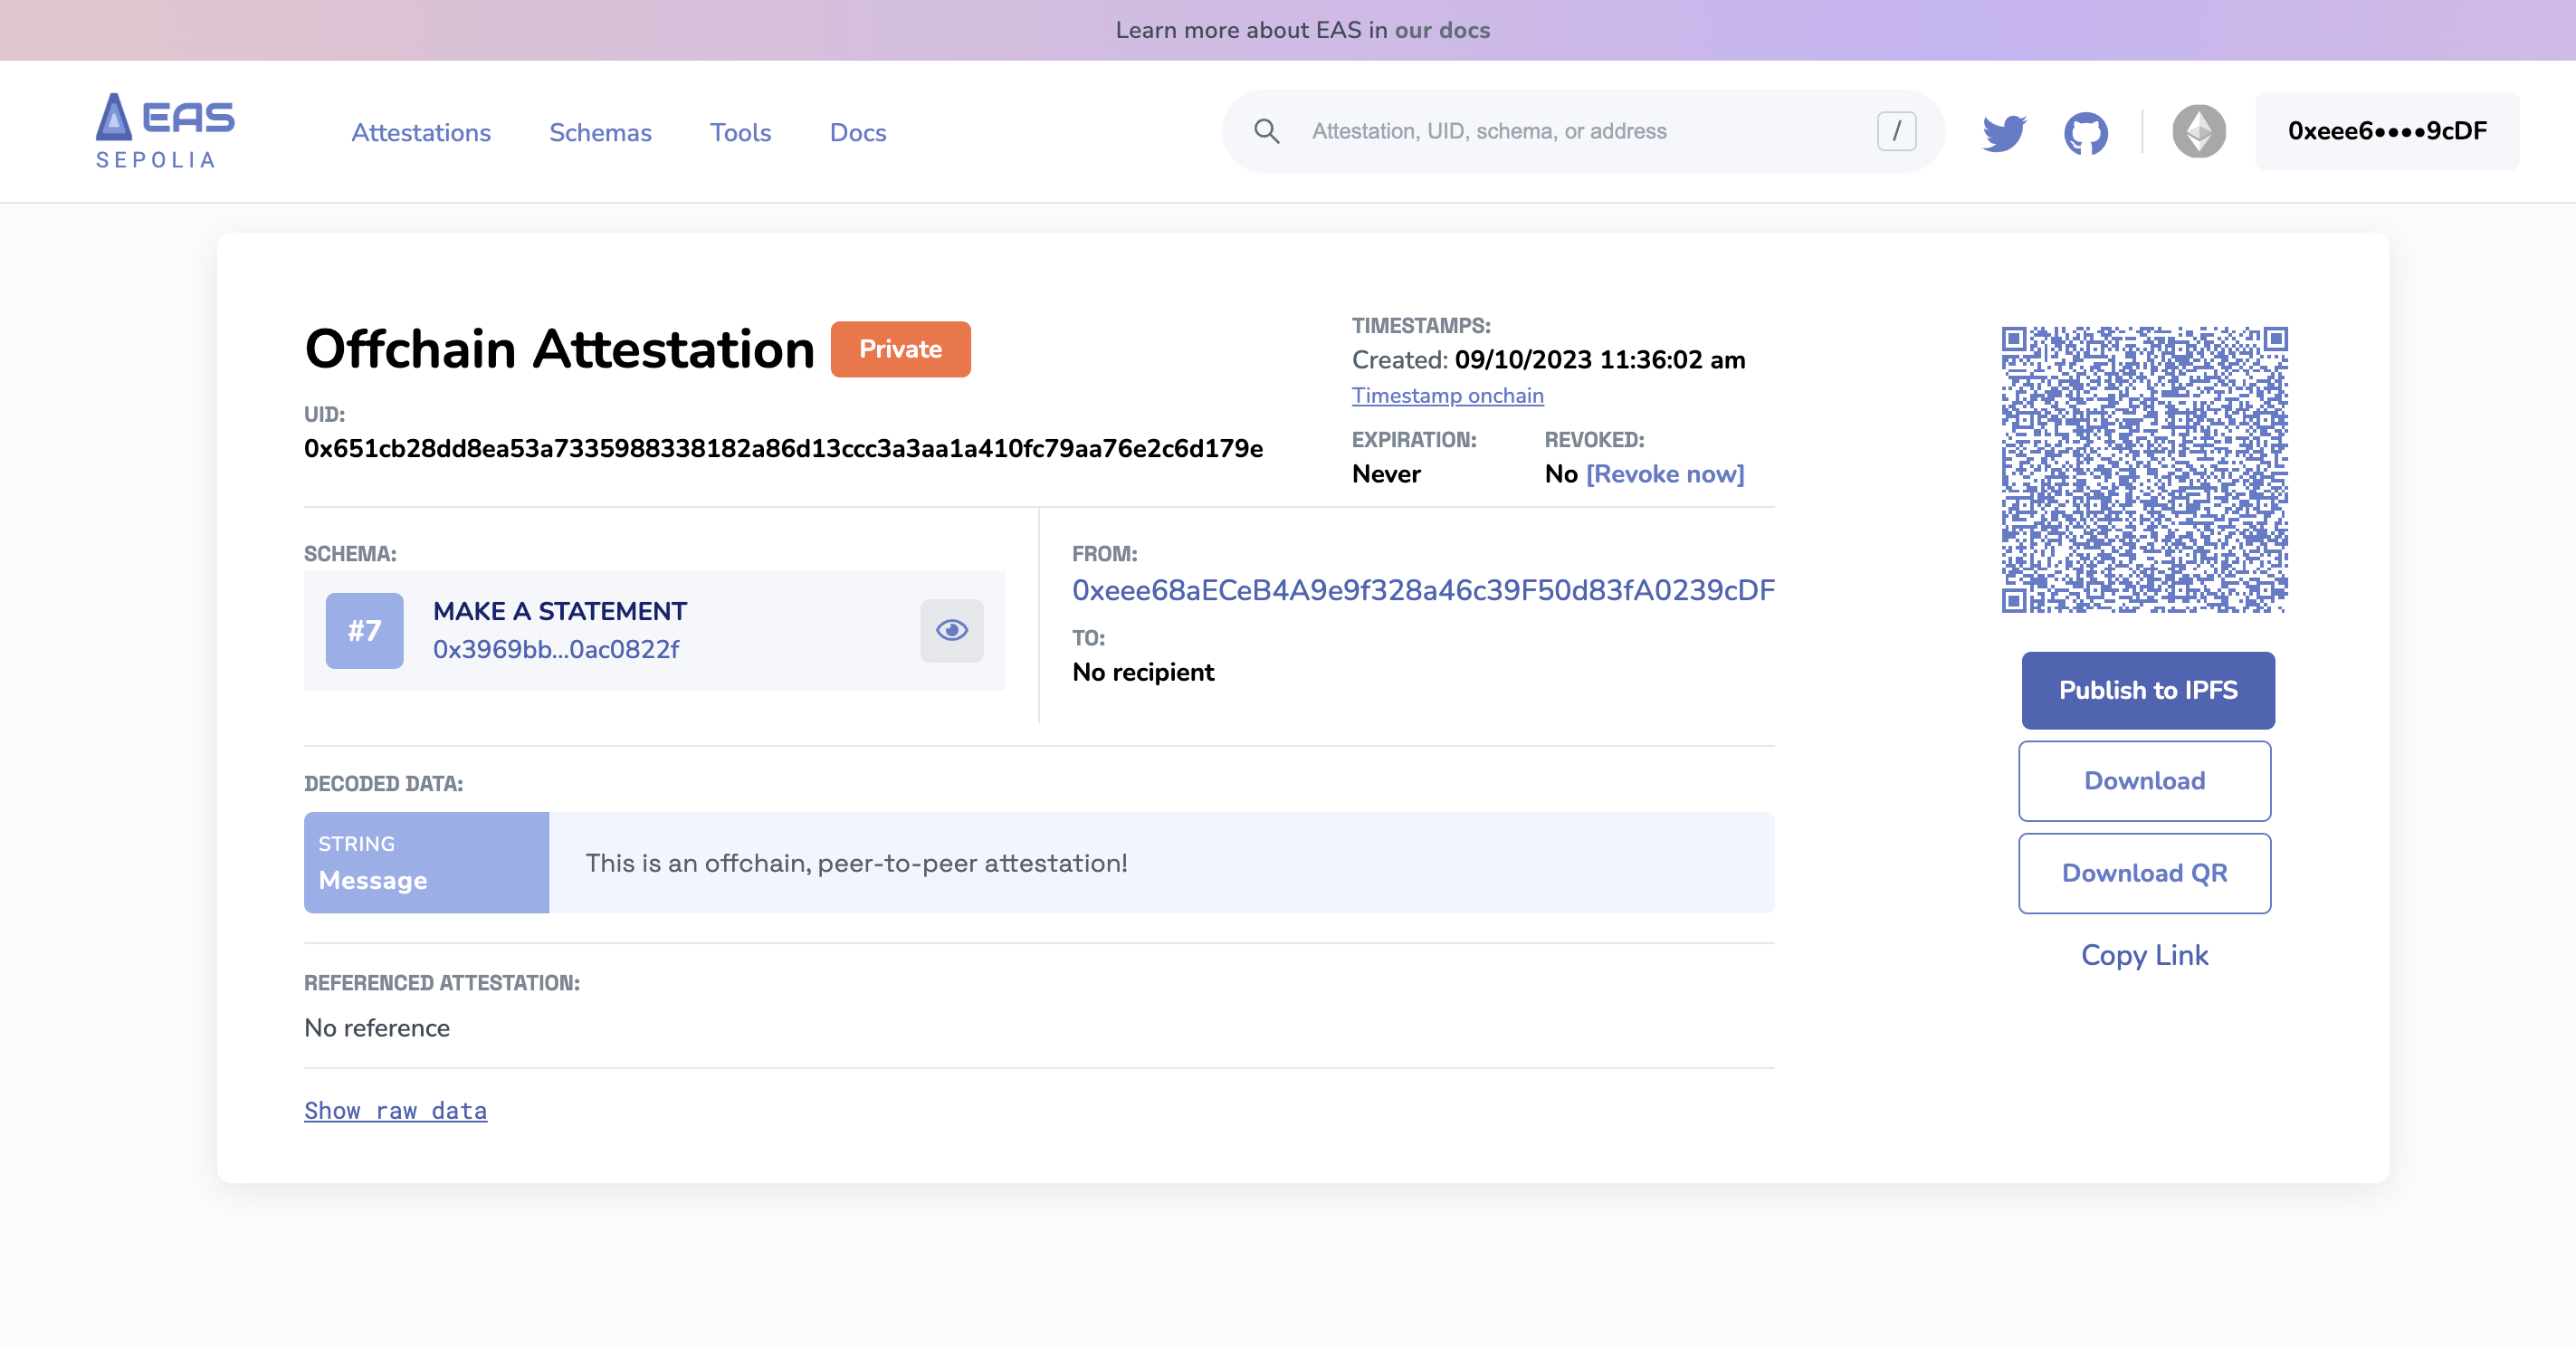 Learn more about EAS in our docs
EAS
SEPOLIA
Attestations
Schemas
Tools
Docs
Attestation, UID, schema, or address
/
0xeee6••••9cDF
Offchain Attestation
Private
UID:
0x651cb28dd8ea53a7335988338182a86d13ccc3a3aa1a410fc79aa76e2c6d179e
TIMESTAMPS:
Created: 09/10/2023 11:36:02 am
Timestamp onchain
EXPIRATION:
Never
REVOKED:
No [Revoke now]
SCHEMA:
#7
MAKE A STATEMENT
0x3969bb...0ac0822f
FROM:
0xeee68aECeB4A9e9f328a46c39F50d83fA0239cDF
TO:
No recipient
DECODED DATA:
STRING
Message
This is an offchain, peer-to-peer attestation!
REFERENCED ATTESTATION:
No reference
Show raw data
Publish to IPFS
Download
Download QR
Copy Link